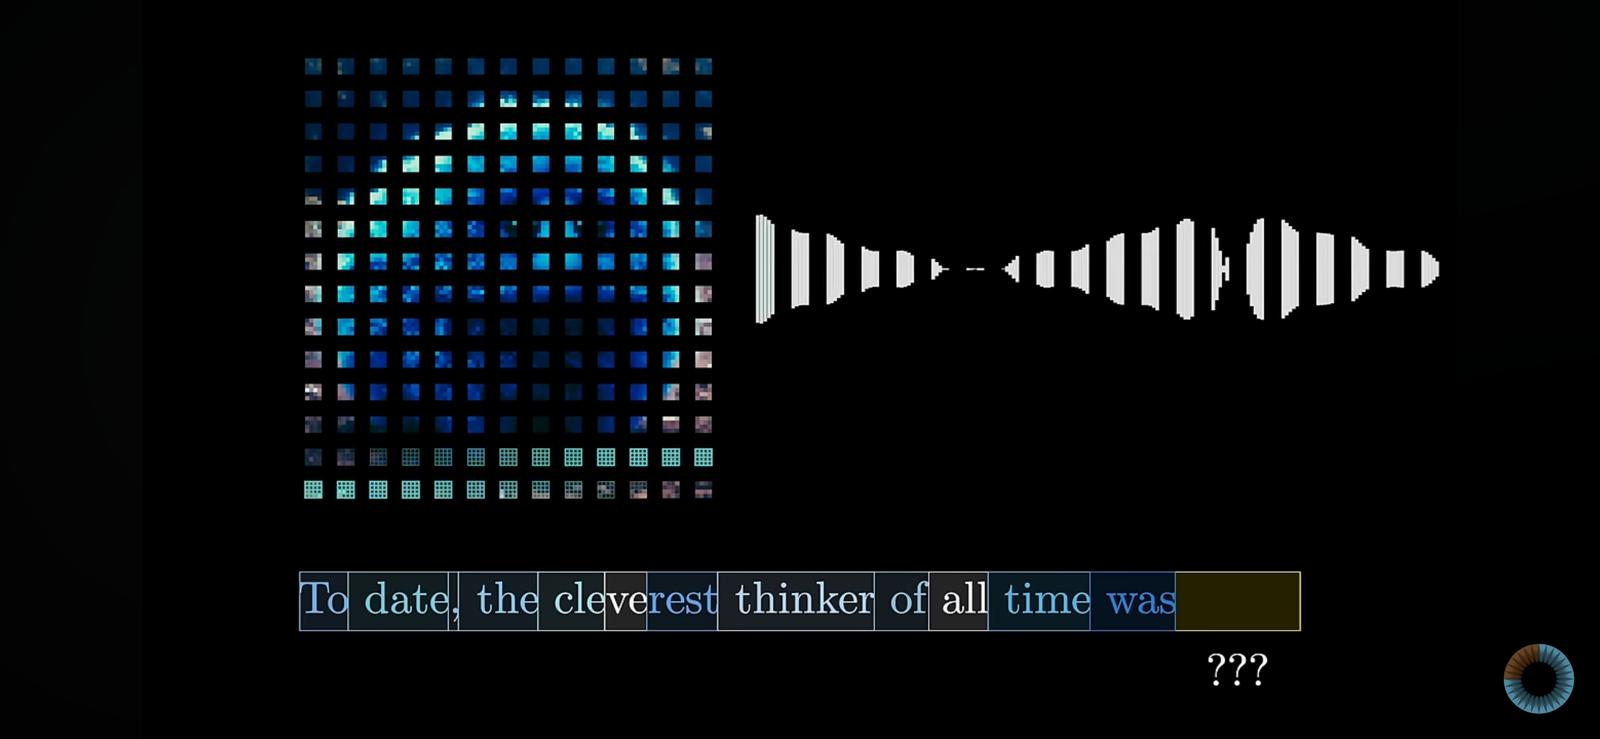 To date, the cleverest thinker of all time was
???